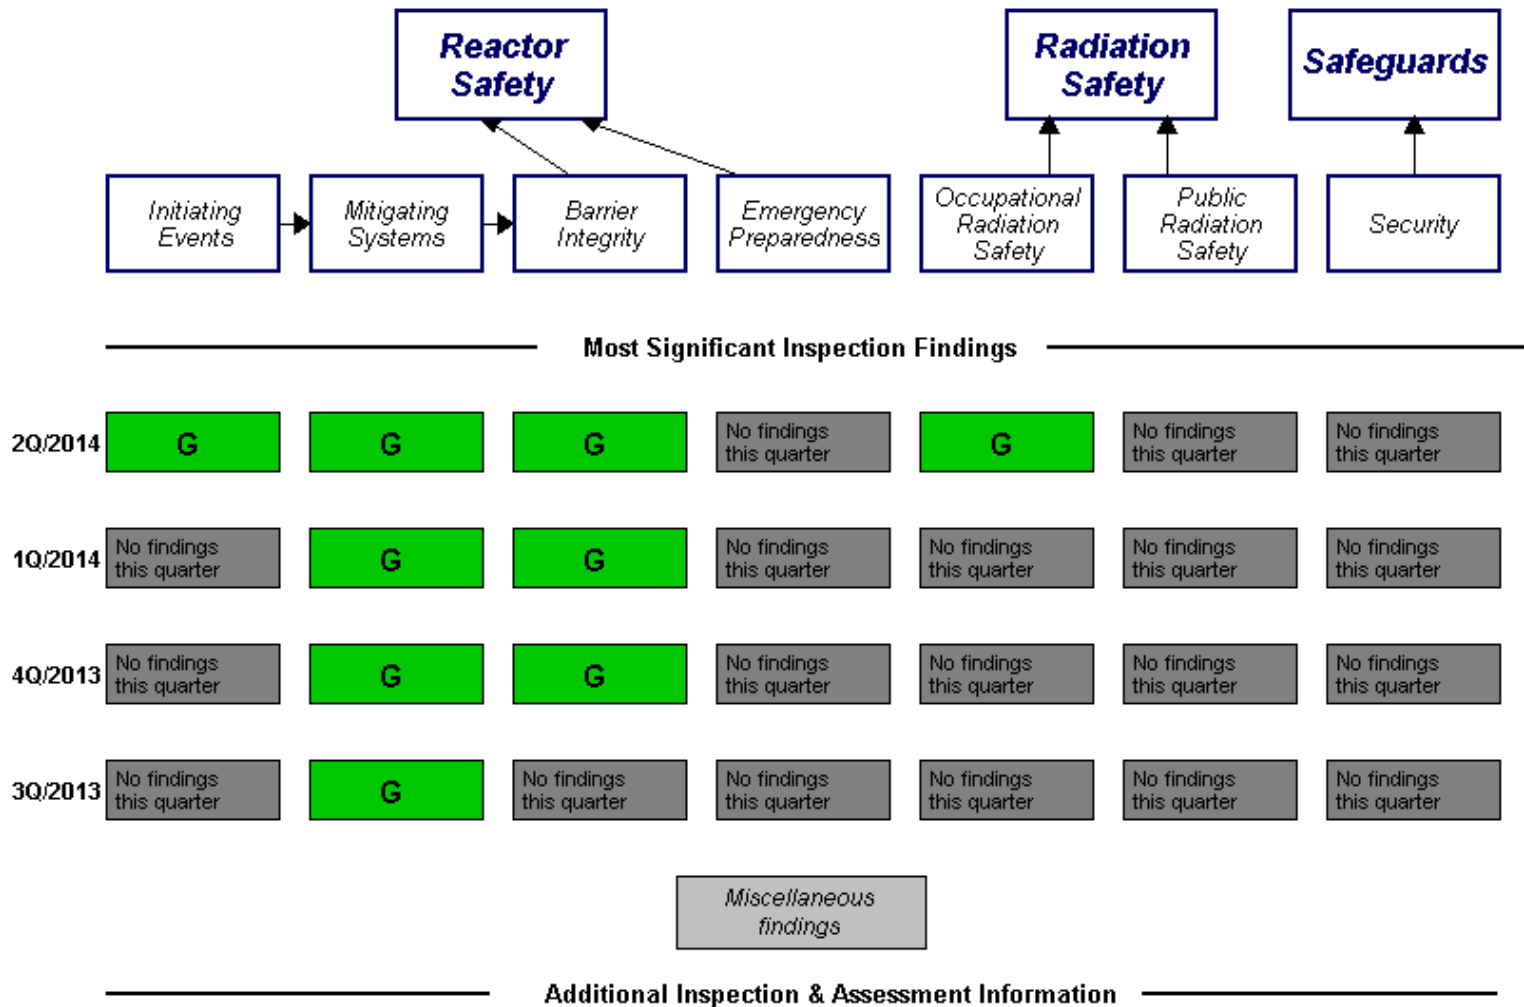 Reactor
Safety
Radiation
Safety
Safeguards
Initiating
Events
Mitigating
Systems
Barrier
Integrity
Emergency
Preparedness
Occupational
Radiation
Safety
Public
Radiation
Safety
Security
Most Significant Inspection Findings
2Q/2014
G
G
G
No findings
this quarter
G
No findings
this quarter
No findings
this quarter
1Q/2014
No findings
this quarter
G
G
No findings
this quarter
No findings
this quarter
No findings
this quarter
No findings
this quarter
4Q/2013
No findings
this quarter
G
G
No findings
this quarter
No findings
this quarter
No findings
this quarter
No findings
this quarter
3Q/2013
No findings
this quarter
G
No findings
this quarter
No findings
this quarter
No findings
this quarter
No findings
this quarter
No findings
this quarter
Miscellaneous
findings
Additional Inspection & Assessment Information